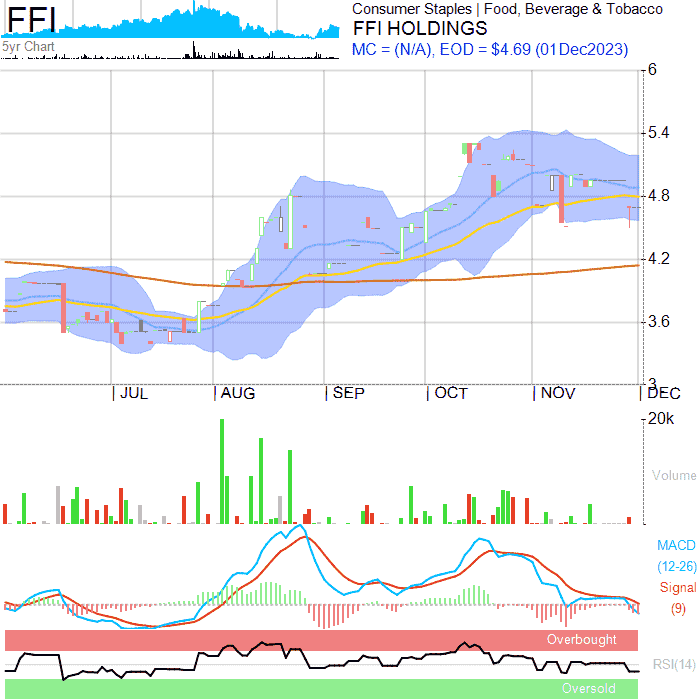 FFI
5yr Chart
Consumer Staples | Food, Beverage & Tobacco
FFI HOLDINGS
MC = (N/A), EOD = $4.69 (01Dec2023)
6
5.4
4.8
4.2
3.6
3
JUL AUG SEP OCT NOV DEC
20k
Volume
MACD
(12-26)
Signal
(9)
Overbought
RSI(14)
Oversold